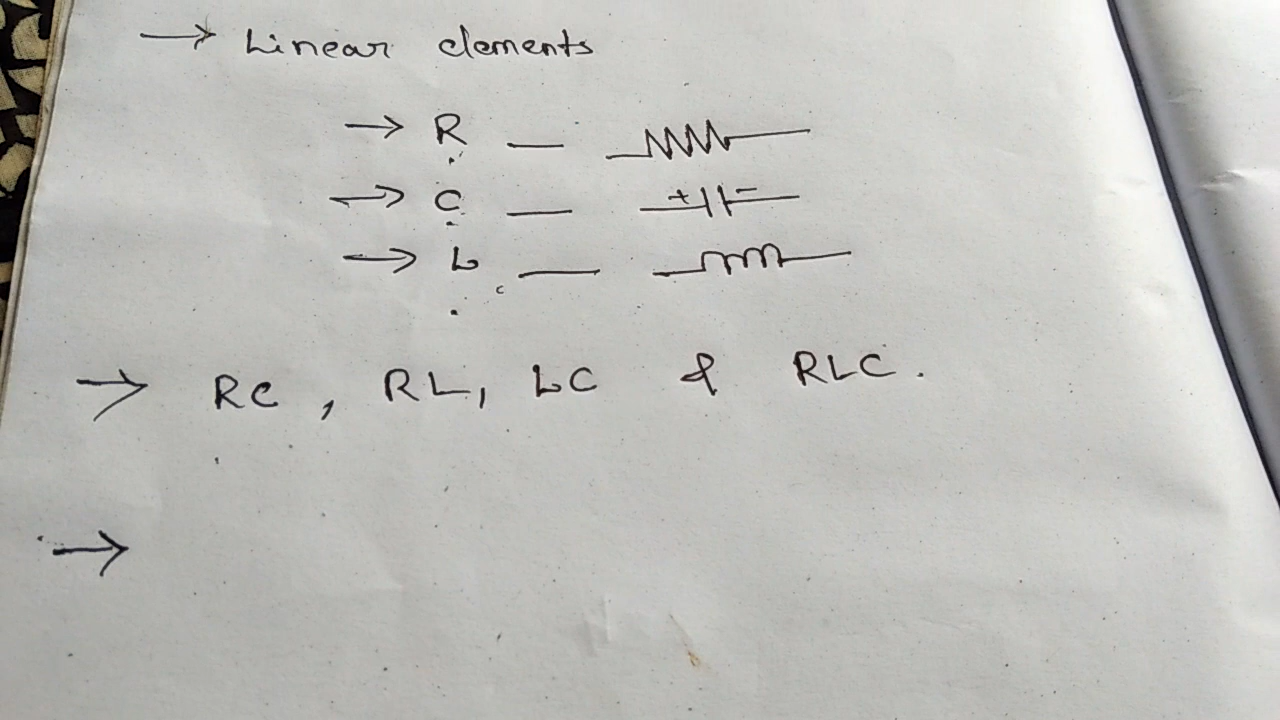 → Linear elements
→ R —
→ C — + -
→ L —
→ RC, RL, LC & RLC.
→